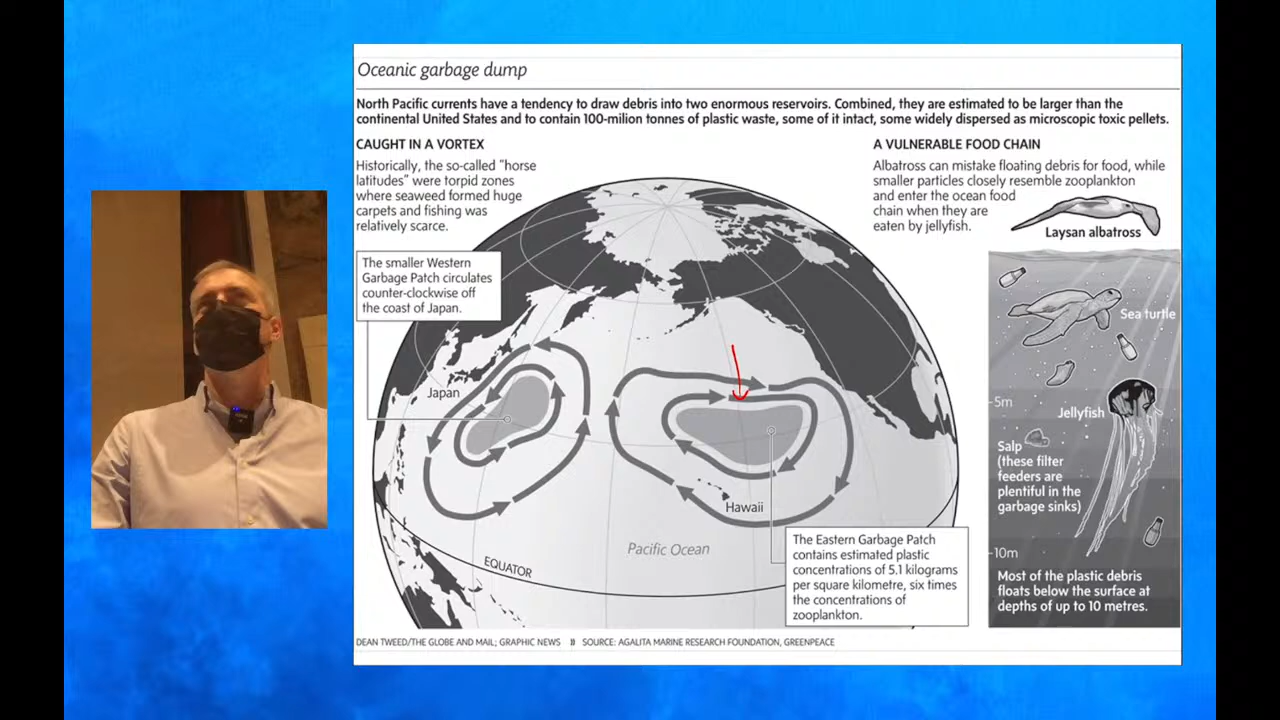 Oceanic garbage dump
North Pacific currents have a tendency to draw debris into two enormous reservoirs. Combined, they are estimated to be larger than the
continental United States and to contain 100-milion tonnes of plastic waste, some of it intact, some widely dispersed as microscopic toxic pellets.
CAUGHT IN A VORTEX
Historically, the so-called "horse
latitudes" were torpid zones
where seaweed formed huge
carpets and fishing was
relatively scarce.
The smaller Western
Garbage Patch circulates
counter-clockwise off
the coast of Japan.
Japan
Hawaii
Pacific Ocean
EQUATOR
The Eastern Garbage Patch
contains estimated plastic
concentrations of 5.1 kilograms
per square kilometre, six times
the concentrations of
zooplankton.
A VULNERABLE FOOD CHAIN
Albatross can mistake floating debris for food, while
smaller particles closely resemble zooplankton
and enter the ocean food
chain when they are
eaten by jellyfish.
Laysan albatross
Sea turtle
5m
Jellyfish
Salp
(these filter
feeders are
plentiful in the
garbage sinks)
10m
Most of the plastic debris
floats below the surface at
depths of up to 10 metres.
DEAN TWEED/THE GLOBE AND MAIL; GRAPHIC NEWS » SOURCE: AGALITA MARINE RESEARCH FOUNDATION, GREENPEACE